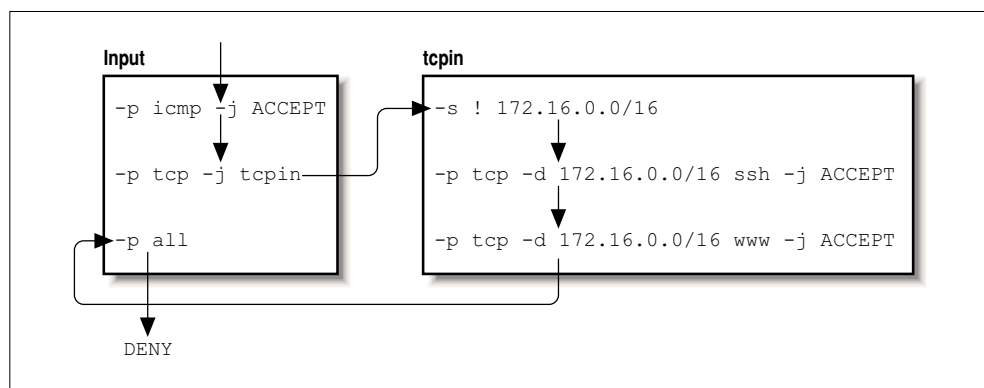 Input
-p icmp -j ACCEPT
-p tcp -j tcpin
-p all
DENY
tcpin
-s ! 172.16.0.0/16
-p tcp -d 172.16.0.0/16 ssh -j ACCEPT
-p tcp -d 172.16.0.0/16 www -j ACCEPT